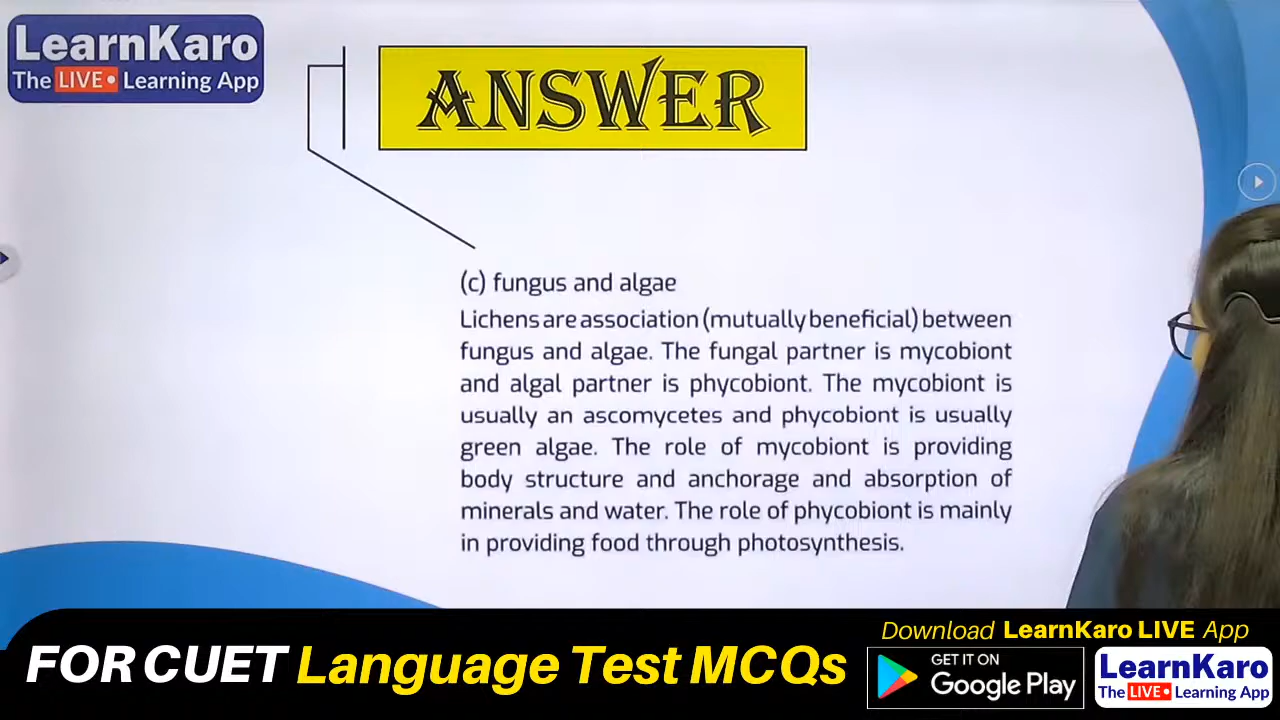 LearnKaro
The LIVE Learning App
ANSWER
(c) fungus and algae
Lichens are association (mutually beneficial) between
fungus and algae. The fungal partner is mycobiont
and algal partner is phycobiont. The mycobiont is
usually an ascomycetes and phycobiont is usually
green algae. The role of mycobiont is providing
body structure and anchorage and absorption of
minerals and water. The role of phycobiont is mainly
in providing food through photosynthesis.
FOR CUET Language Test MCQs
Download LearnKaro LIVE App
GET IT ON
Google Play
LearnKaro
The LIVE Learning App